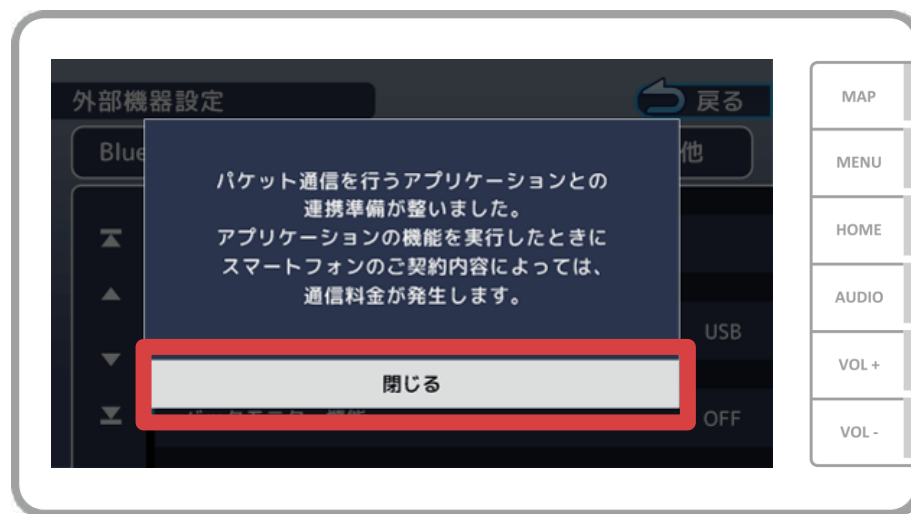 外部機器設定
戻る
Blue
他
パケット通信を行うアプリケーションとの
連携準備が整いました。
アプリケーションの機能を実行したときに
スマートフォンのご契約内容によっては、
通信料金が発生します。
USB
閉じる
OFF
MAP
MENU
HOME
AUDIO
VOL +
VOL -